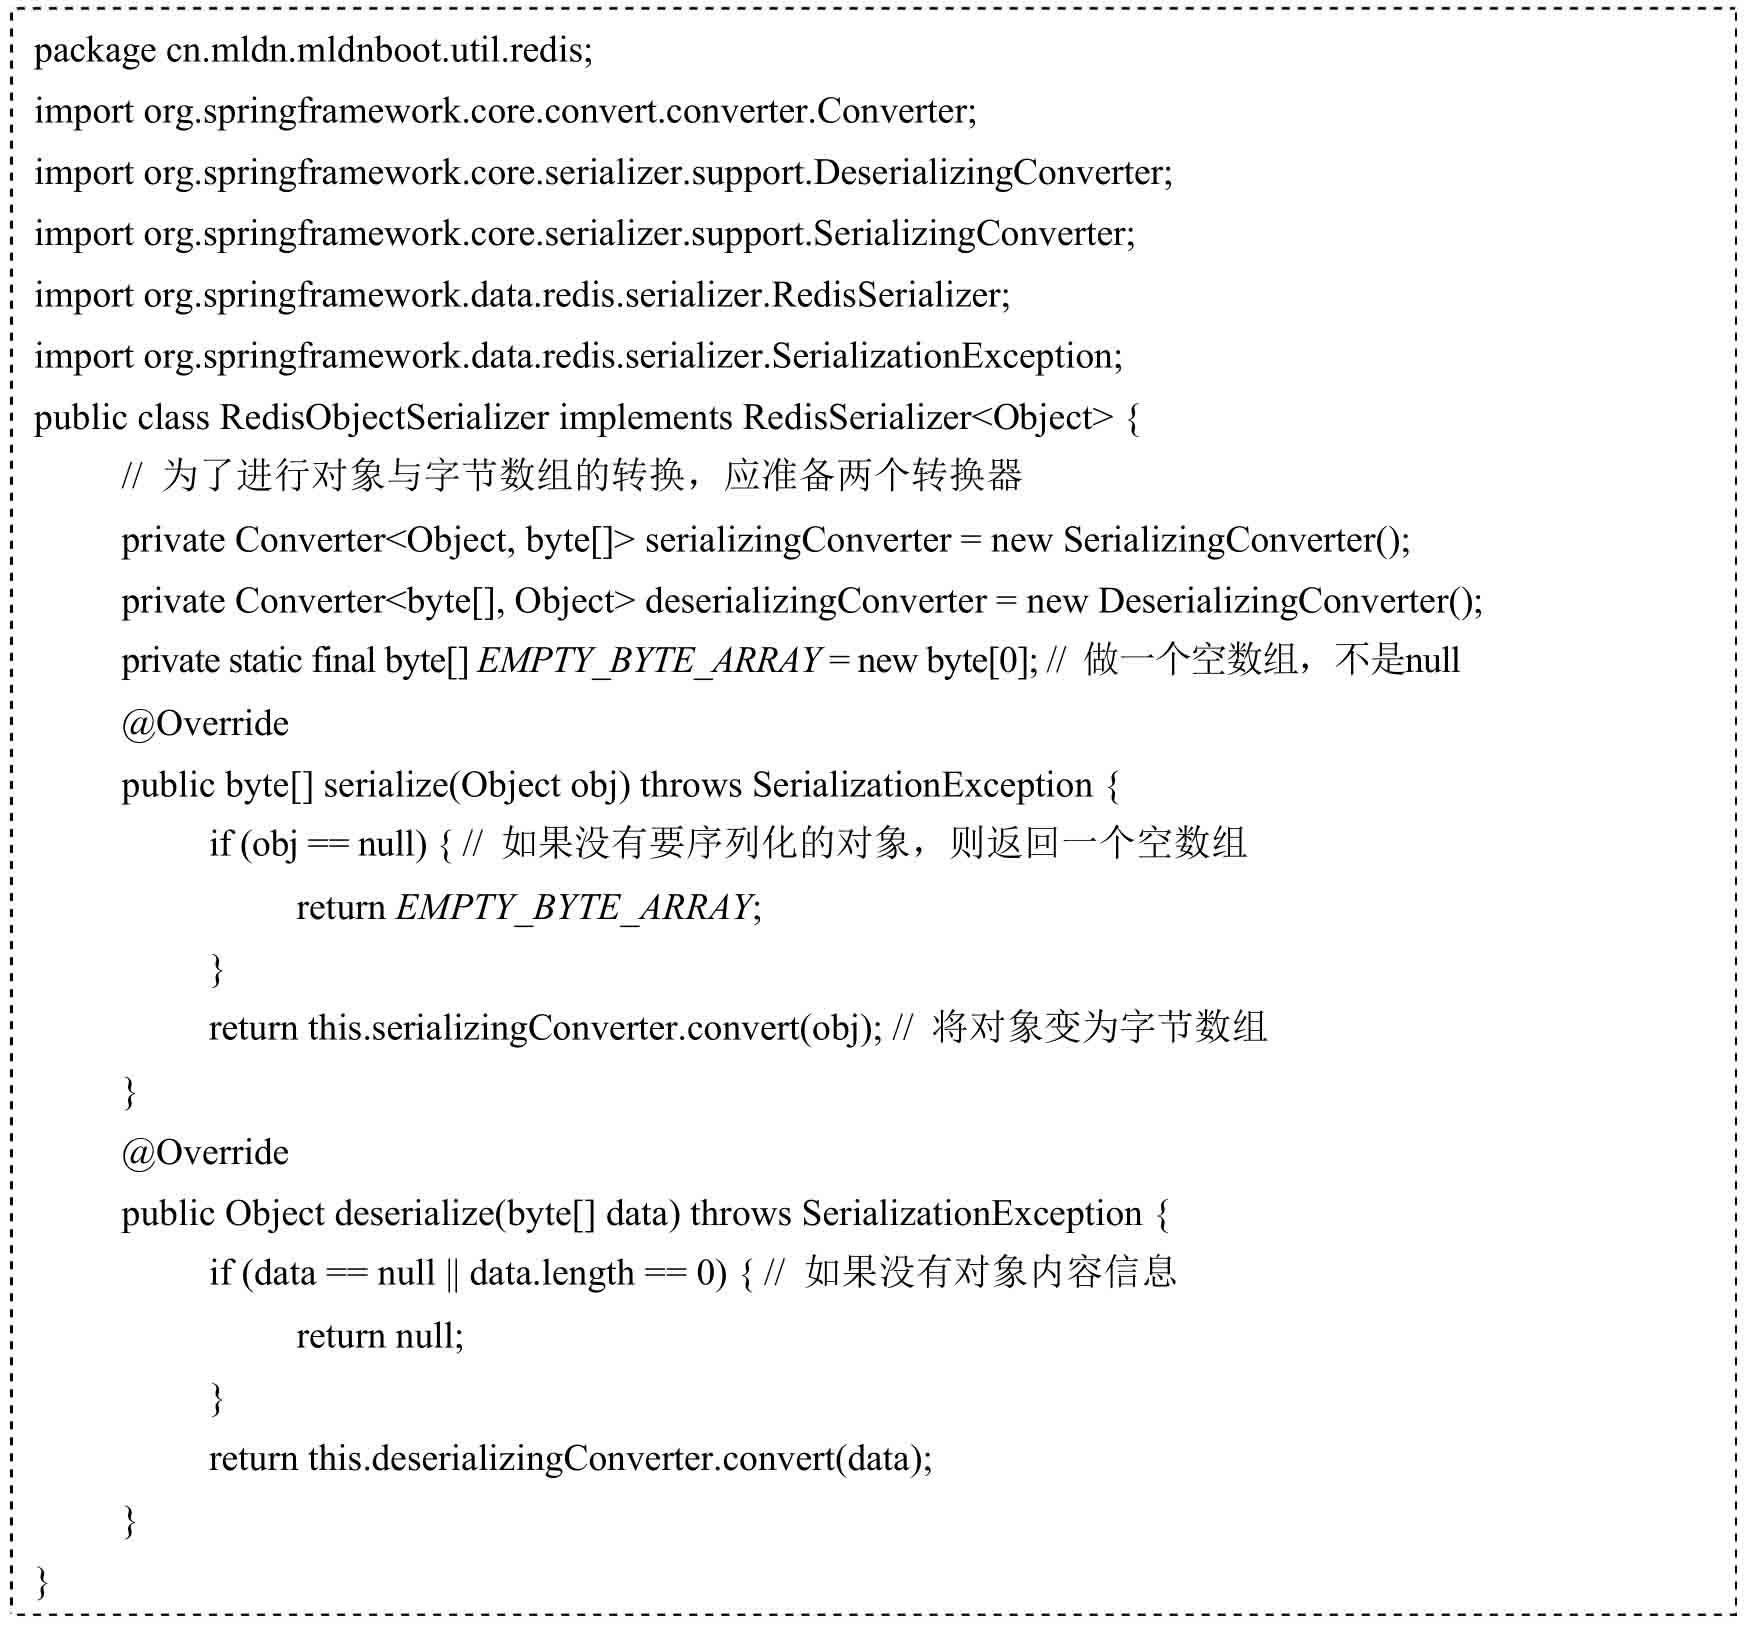 package cn.mldn.mldnboot.util.redis;
import org.springframework.core.convert.converter.Converter;
import org.springframework.core.serializer.support.DeserializingConverter;
import org.springframework.core.serializer.support.SerializingConverter;
import org.springframework.data.redis.serializer.RedisSerializer;
import org.springframework.data.redis.serializer.SerializationException;
public class RedisObjectSerializer implements RedisSerializer<Object> {
// 为了进行对象与字节数组的转换，应准备两个转换器
private Converter<Object, byte[]> serializingConverter = new SerializingConverter();
private Converter<byte[], Object> deserializingConverter = new DeserializingConverter();
private static final byte[] EMPTY_BYTE_ARRAY = new byte[0]; // 做一个空数组，不是null
@Override
public byte[] serialize(Object obj) throws SerializationException {
if (obj == null) { // 如果没有要序列化的对象，则返回一个空数组
return EMPTY_BYTE_ARRAY;
}
return this.serializingConverter.convert(obj); // 将对象变为字节数组
}
@Override
public Object deserialize(byte[] data) throws SerializationException {
if (data == null || data.length == 0) { // 如果没有对象内容信息
return null;
}
return this.deserializingConverter.convert(data);
}
}